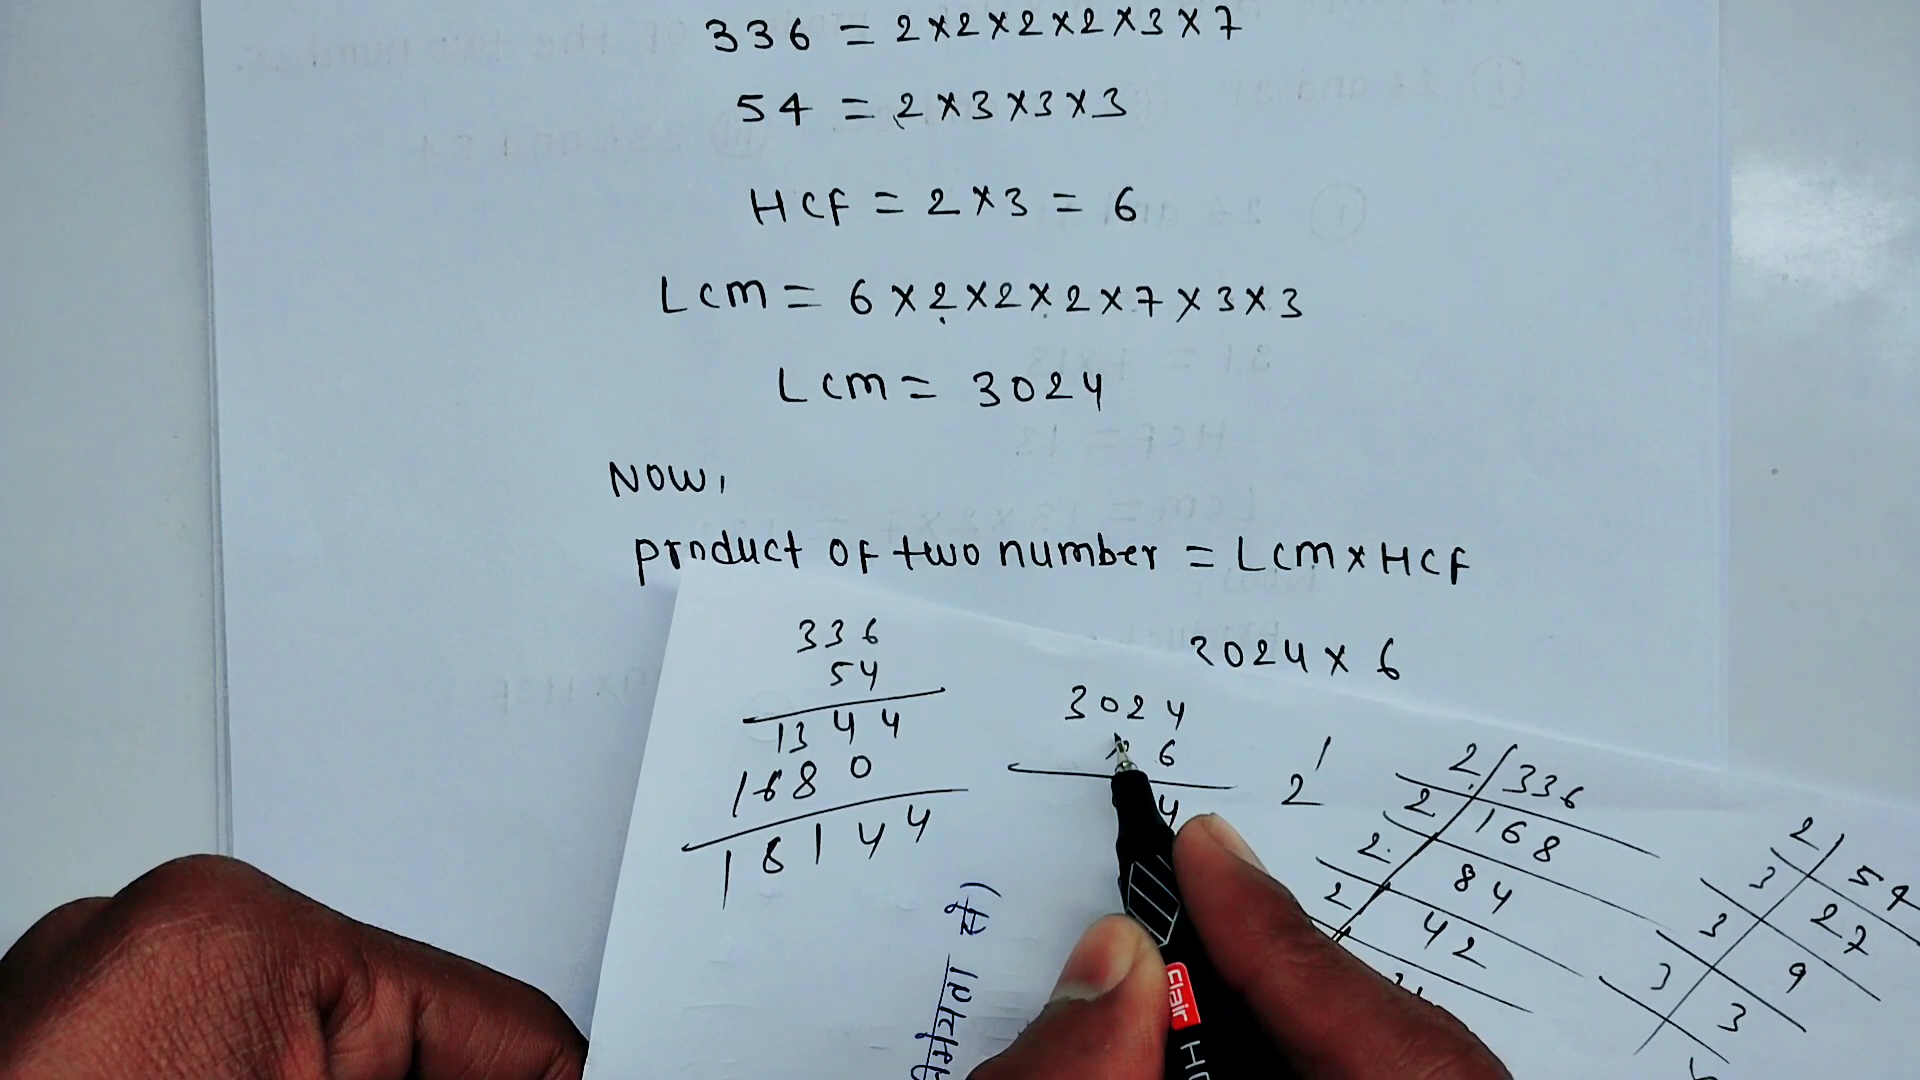 336 = 2×2×2×2×3×7
54 = 2×3×3×3
HCF = 2×3 = 6
Lcm = 6×2×2×2×7×3×3
Lcm = 3024
NOW,
product OF two number = Lcm×HCF
3024× 6
336
54
1344
1680
18144
3024
6
4
2
2 336
2 168
2 84
2 42
2 54
3 27
3 9
3 3
clair